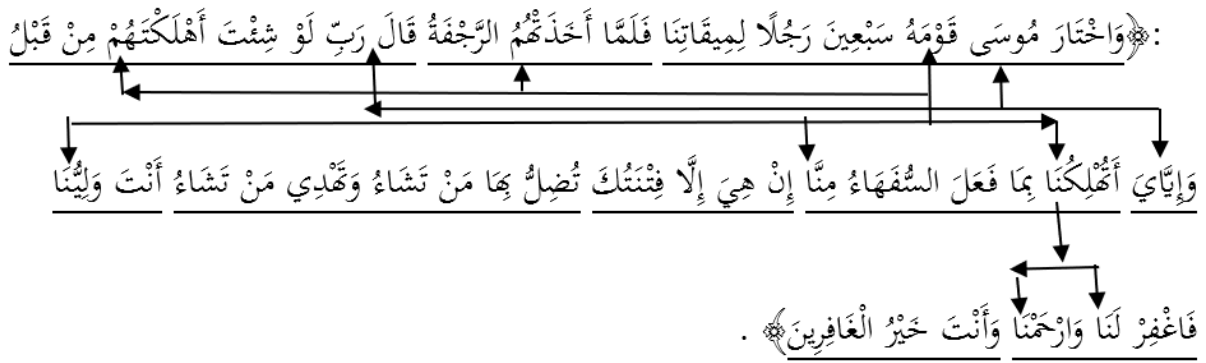 : ﴿وَاخْتَارَ مُوسَى قَوْمَهُ سَبْعِينَ رَجُلًا لِمِيقَاتِنَا فَلَمَّا أَخَذَتْهُمُ الرَّجْفَةُ قَالَ رَبِّ لَوْ شِئْتَ أَهْلَكْتَهُمْ مِنْ قَبْلُ
وَإِيَّايَ أَتُهْلِكُنَا بِمَا فَعَلَ السُّفَهَاءُ مِنَّا إِنْ هِيَ إِلَّا فِتْنَتُكَ تُضِلُّ بِهَا مَنْ تَشَاءُ وَتَهْدِي مَنْ تَشَاءُ أَنْتَ وَلِيُّنَا
فَاغْفِرْ لَنَا وَارْحَمْنَا وَأَنْتَ خَيْرُ الْغَافِرِينَ﴾ .